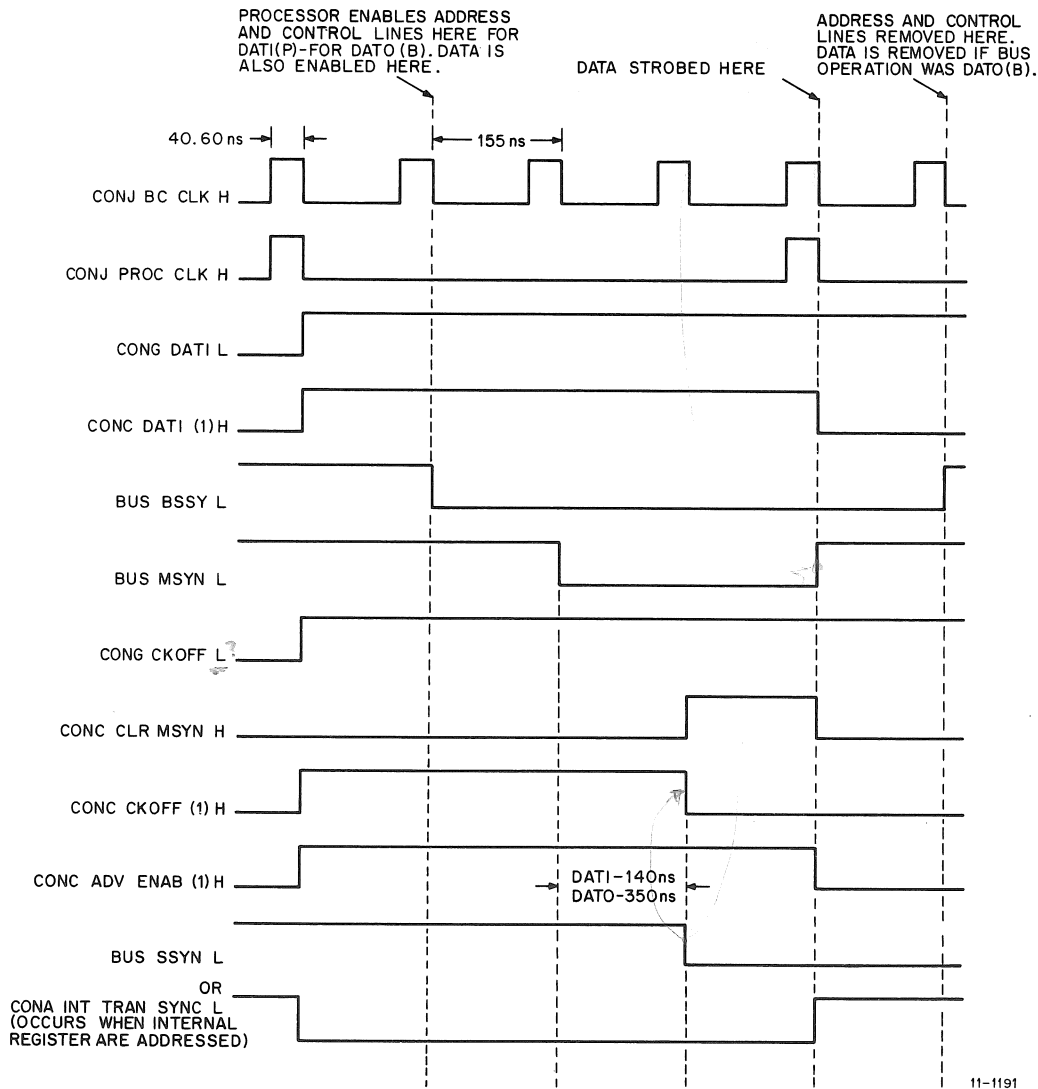 PROCESSOR ENABLES ADDRESS
AND CONTROL LINES HERE FOR
DATI(P)-FOR DATO (B). DATA IS
ALSO ENABLED HERE.
DATA STROBED HERE
ADDRESS AND CONTROL
LINES REMOVED HERE.
DATA IS REMOVED IF BUS
OPERATION WAS DATO(B).
40.60 ns
155 ns
CONJ BC CLK H
CONJ PROC CLK H
CONG DATI L
CONC DATI (1) H
BUS BSSY L
BUS MSYN L
CONG CKOFF L ?
CONC CLR MSYN H
CONC CKOFF (1) H
CONC ADV ENAB (1) H
DATI-140ns
DATO-350ns
BUS SSYN L
OR
CONA INT TRAN SYNC L
(OCCURS WHEN INTERNAL
REGISTER ARE ADDRESSED)
11-1191